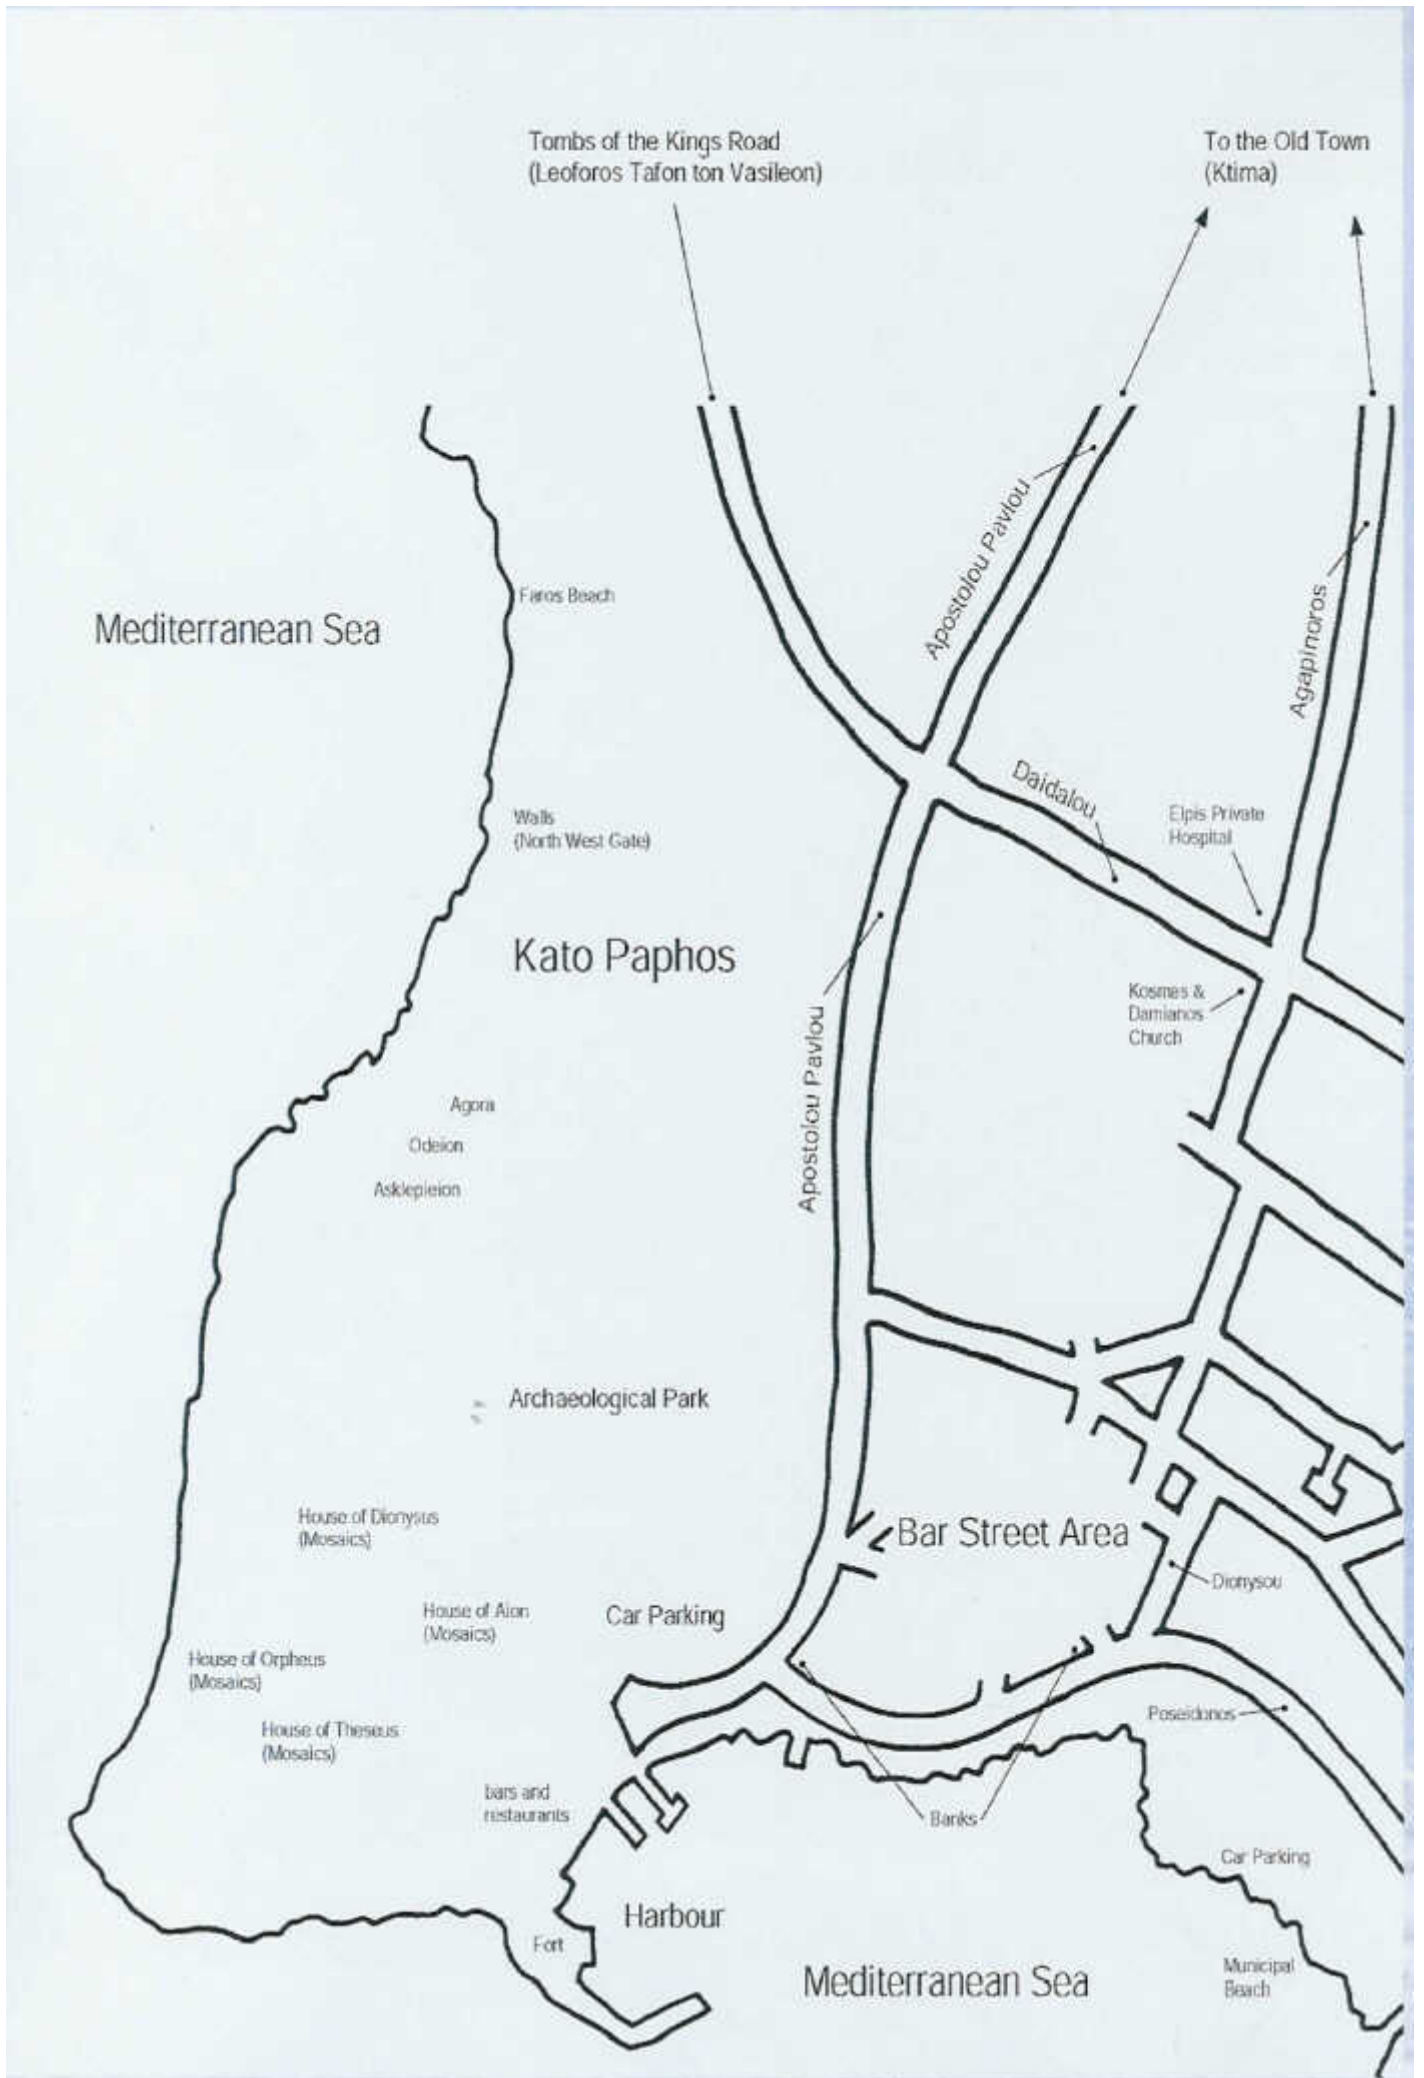 Tombs of the Kings Road
(Leoforos Tafon ton Vasileon)
To the Old Town
(Ktima)
Apostolou Pavlou
Agapinoros
Faros Beach
Mediterranean Sea
Daidalou
Elpis Private
Hospital
Walls
(North West Gate)
Kato Paphos
Kosmas &
Damianos
Church
Apostolou Pavlou
Agora
Odeion
Asklepieion
Archaeological Park
House of Dionysus
(Mosaics)
Bar Street Area
Dionysou
House of Aion
(Mosaics)
Car Parking
House of Orpheus
(Mosaics)
House of Theseus
(Mosaics)
Poseidonos
bars and
restaurants
Banks
Car Parking
Harbour
Fort
Mediterranean Sea
Municipal
Beach